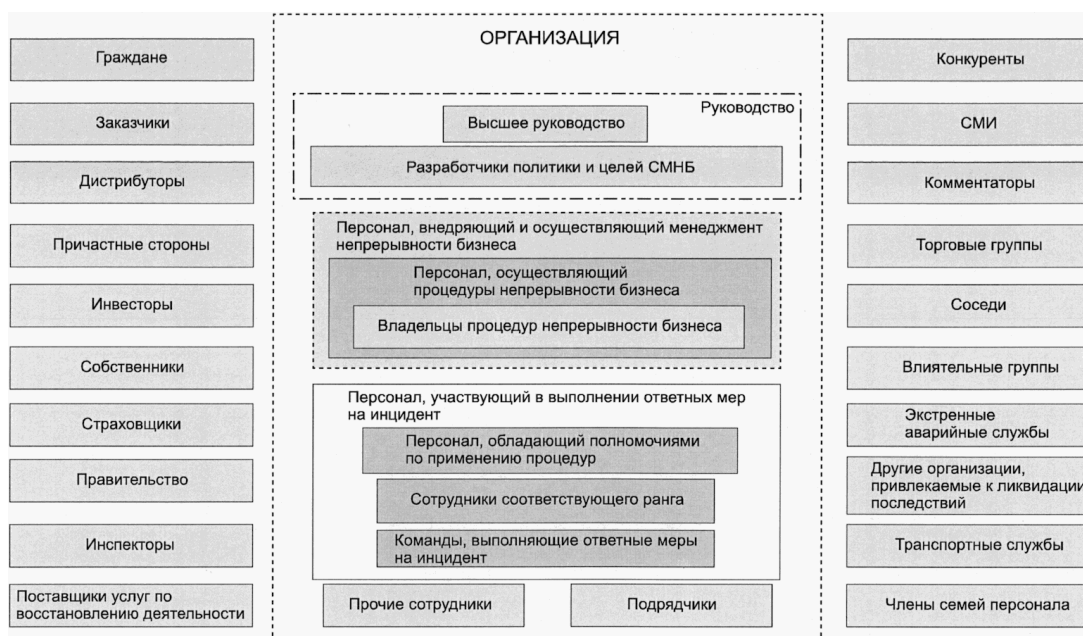 Граждане
Заказчики
Дистрибуторы
Причастные стороны
Инвесторы
Собственники
Страховщики
Правительство
Инспекторы
Поставщики услуг по
восстановлению деятельности
ОРГАНИЗАЦИЯ
Руководство
Высшее руководство
Разработчики политики и целей СМНБ
Персонал, внедряющий и осуществляющий менеджмент
непрерывности бизнеса
Персонал, осуществляющий
процедуры непрерывности бизнеса
Владельцы процедур непрерывности бизнеса
Персонал, участвующий в выполнении ответных мер
на инцидент
Персонал, обладающий полномочиями
по применению процедур
Сотрудники соответствующего ранга
Команды, выполняющие ответные меры
на инцидент
Прочие сотрудники
Подрядчики
Конкуренты
СМИ
Комментаторы
Торговые группы
Соседи
Влиятельные группы
Экстренные
аварийные службы
Другие организации,
привлекаемые к ликвидации
последствий
Транспортные службы
Члены семей персонала